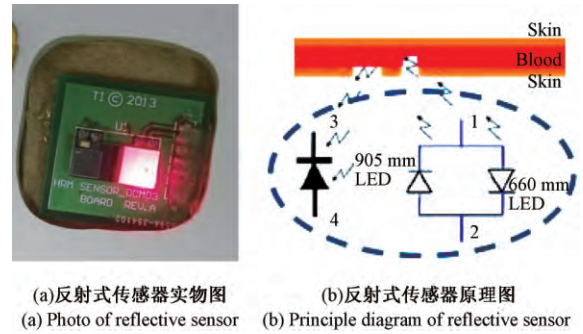 TI © 2013
U1
HRM SENSOR_DCM03
BOARD REV.A
Skin
Blood
Skin
3
1
905 mm
LED
660 mm
LED
4
2
(a)反射式传感器实物图
(a) Photo of reflective sensor
(b)反射式传感器原理图
(b) Principle diagram of reflective sensor